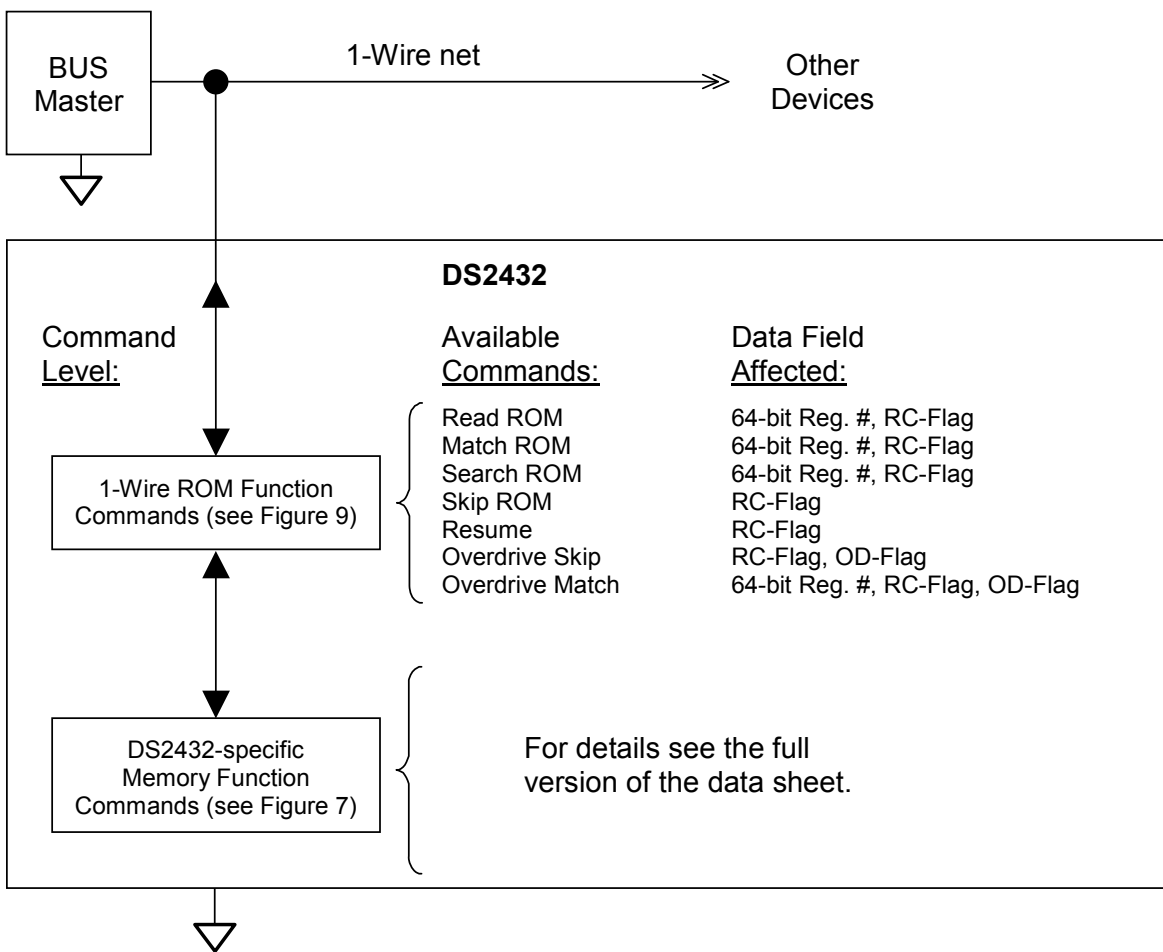 BUS
Master
1-Wire net
Other
Devices
DS2432
Command
Level:
Available
Commands:
Data Field
Affected:
Read ROM 64-bit Reg. #, RC-Flag
Match ROM 64-bit Reg. #, RC-Flag
Search ROM 64-bit Reg. #, RC-Flag
Skip ROM RC-Flag
Resume RC-Flag
Overdrive Skip RC-Flag, OD-Flag
Overdrive Match 64-bit Reg. #, RC-Flag, OD-Flag
1-Wire ROM Function
Commands (see Figure 9)
DS2432-specific
Memory Function
Commands (see Figure 7)
For details see the full
version of the data sheet.